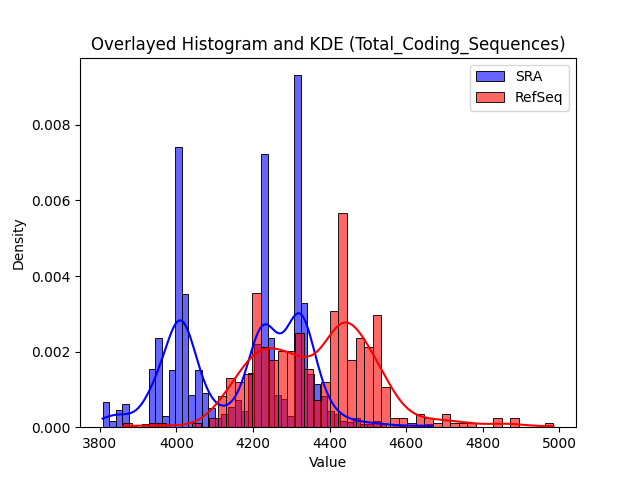 Overlayed Histogram and KDE (Total_Coding_Sequences)
SRA
RefSeq
0.008
0.006
0.004
0.002
0.000
Density
3800 4000 4200 4400 4600 4800 5000
Value